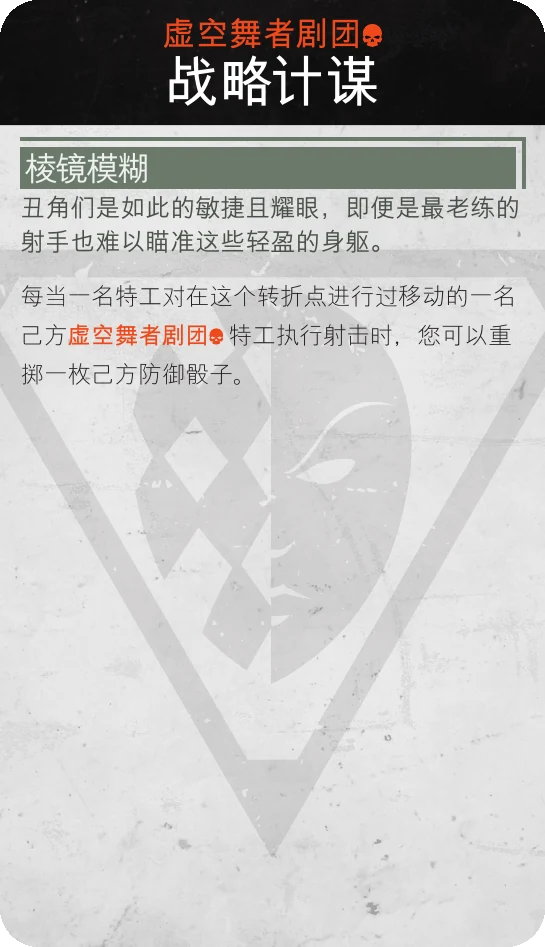 虚空舞者剧团
战略计谋
棱镜模糊
丑角们是如此的敏捷且耀眼，即便是最老练的
射手也难以瞄准这些轻盈的身躯。
每当一名特工对在这个转折点进行过移动的一名
己方虚空舞者剧团特工执行射击时，您可以重
掷一枚己方防御骰子。